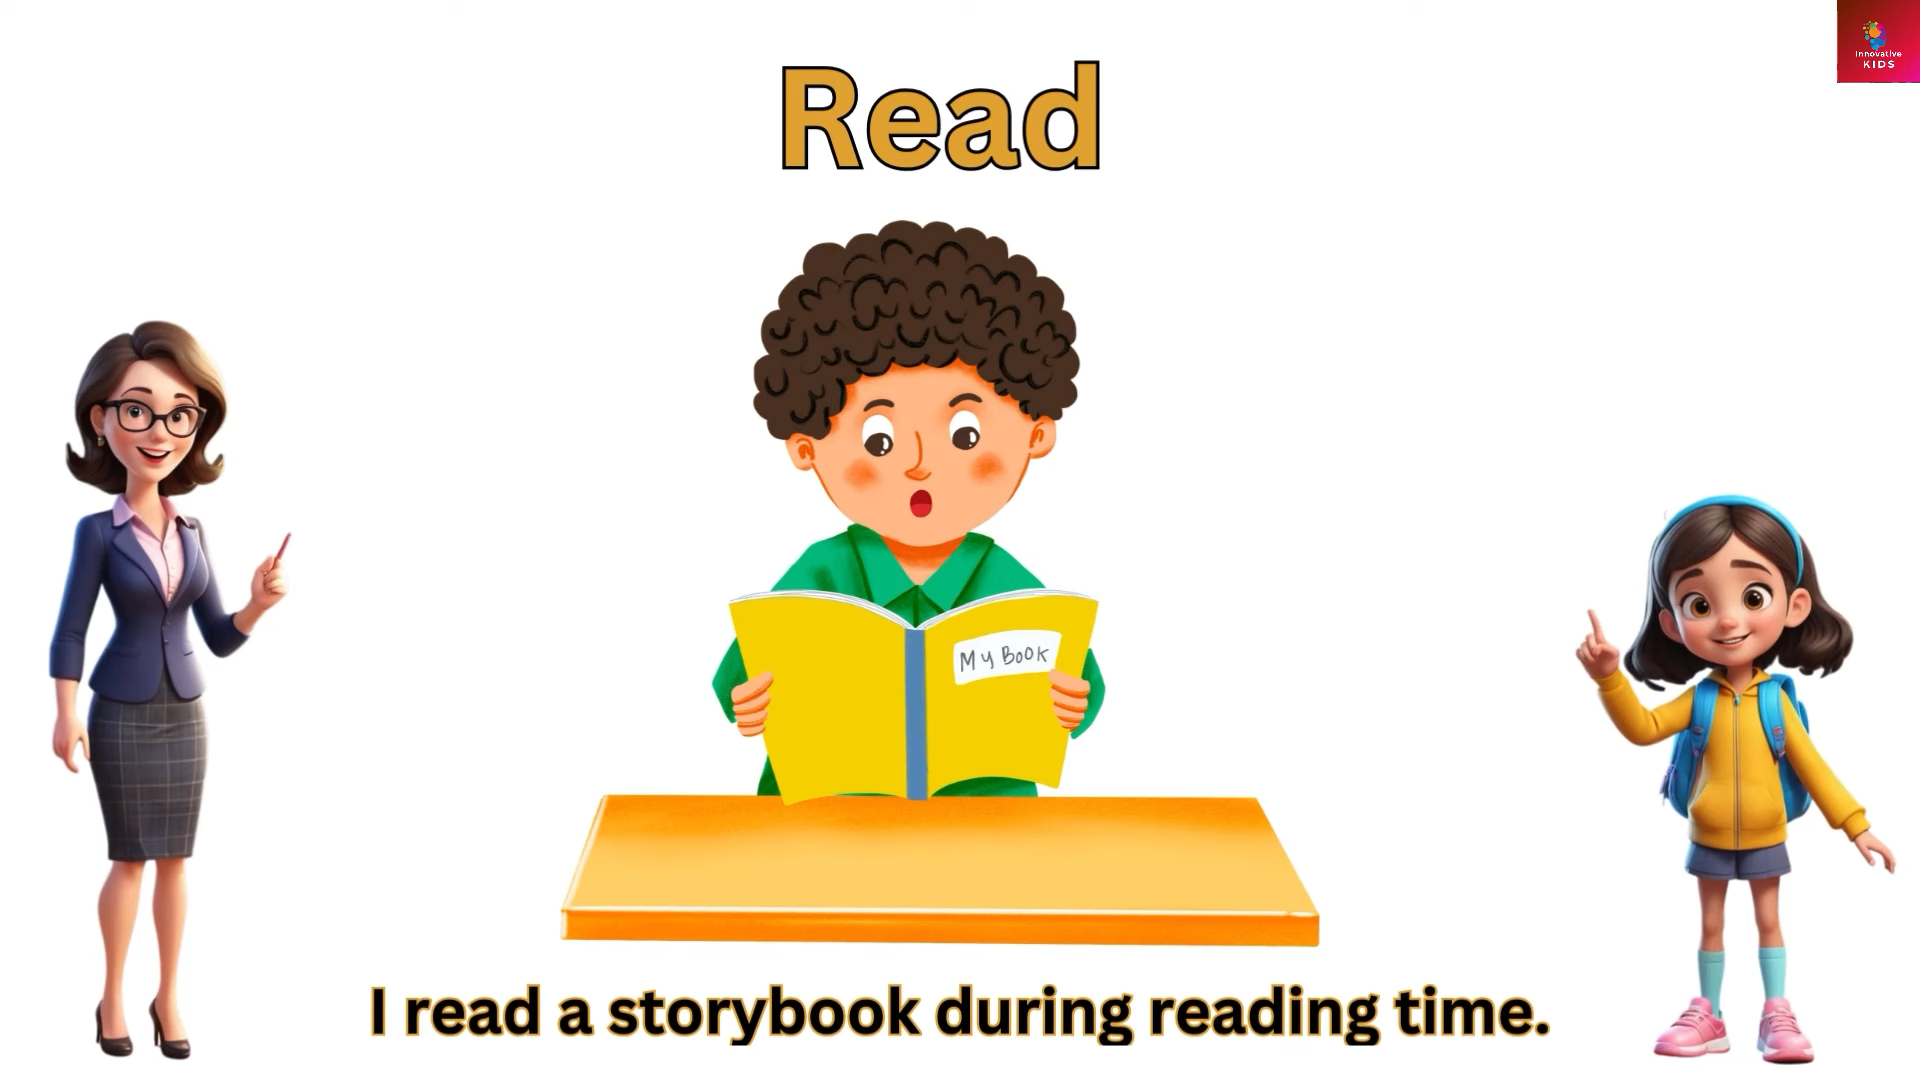 Innovative
KIDS
Read
My BooK
I read a storybook during reading time.